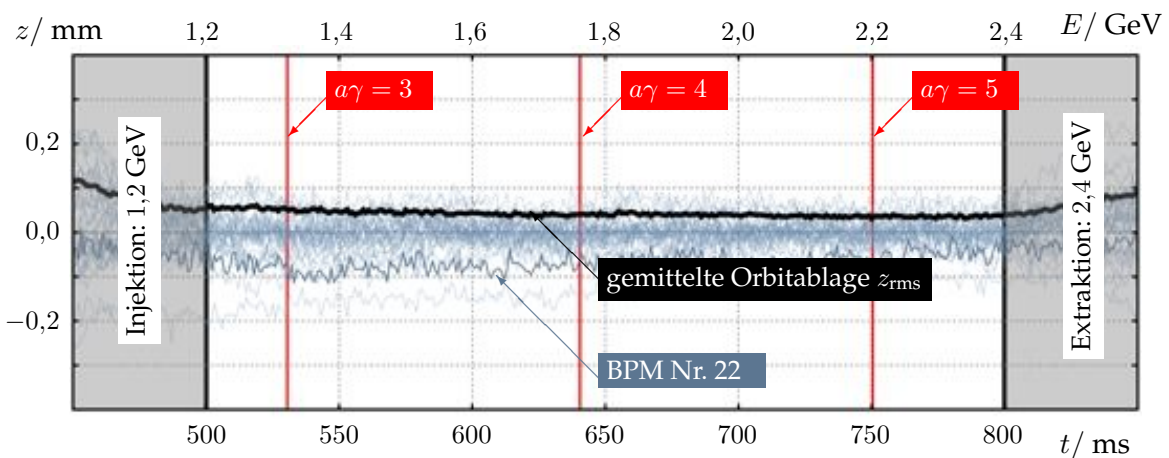 z/ mm 1,2 1,4 1,6 1,8 2,0 2,2 2,4 E/ GeV
aγ = 3 aγ = 4 aγ = 5
0,2
0,0
−0,2
Injektion: 1,2 GeV
Extraktion: 2,4 GeV
gemittelte Orbitablage z_rms
BPM Nr. 22
500 550 600 650 700 750 800 t/ ms